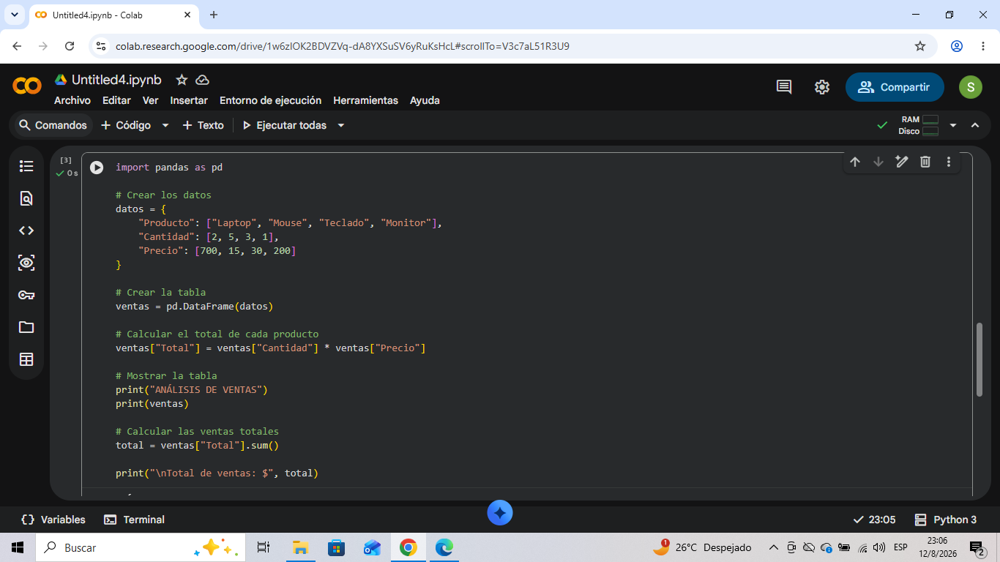 Untitled4.ipynb - Colab
colab.research.google.com/drive/1w6zIOK2BDVZVq-dA8YXSuSV6yRuKsHcL#scrollTo=V3c7aL51R3U9
Untitled4.ipynb
Archivo Editar Ver Insertar Entorno de ejecución Herramientas Ayuda
Compartir
S
Comandos + Código + Texto Ejecutar todas
RAM
Disco
[3]
0 s
import pandas as pd
# Crear los datos
datos = {
    "Producto": ["Laptop", "Mouse", "Teclado", "Monitor"],
    "Cantidad": [2, 5, 3, 1],
    "Precio": [700, 15, 30, 200]
}
# Crear la tabla
ventas = pd.DataFrame(datos)
# Calcular el total de cada producto
ventas["Total"] = ventas["Cantidad"] * ventas["Precio"]
# Mostrar la tabla
print("ANÁLISIS DE VENTAS")
print(ventas)
# Calcular las ventas totales
total = ventas["Total"].sum()
print("\nTotal de ventas: $", total)
{} Variables Terminal
23:05 Python 3
Buscar
1
26°C Despejado
ESP
23:06
12/8/2026
2